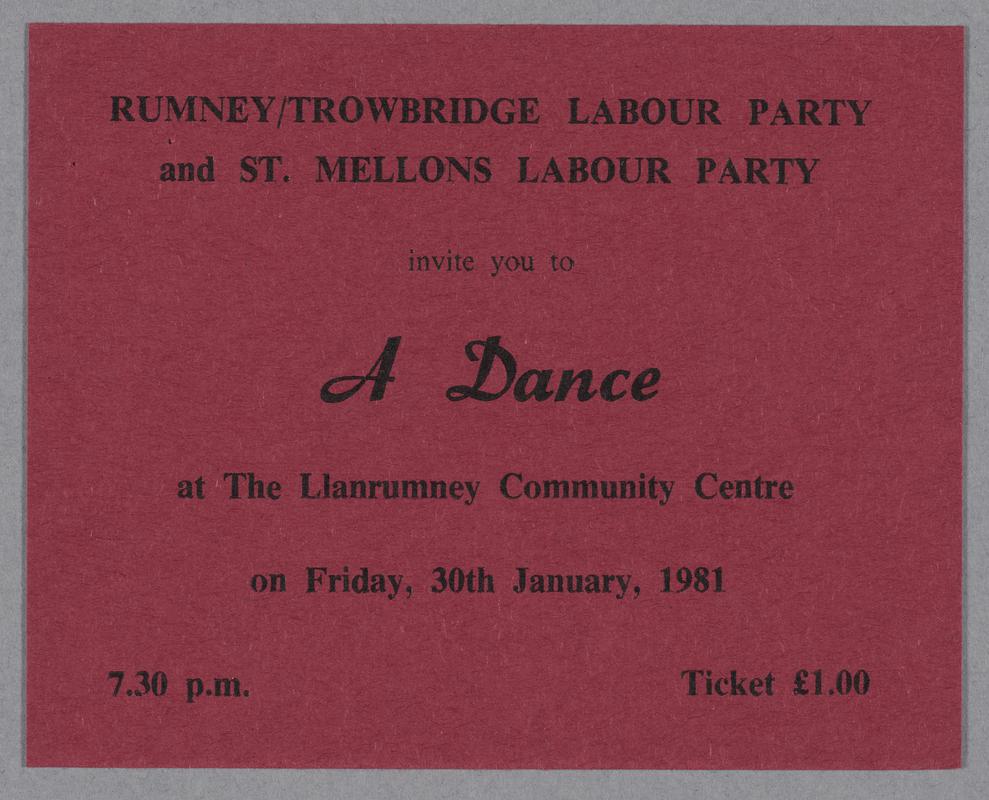 RUMNEY/TROWBRIDGE LABOUR PARTY
and ST. MELLONS LABOUR PARTY
invite you to
A Dance
at The Llanrumney Community Centre
on Friday, 30th January, 1981
7.30 p.m. Ticket £1.00